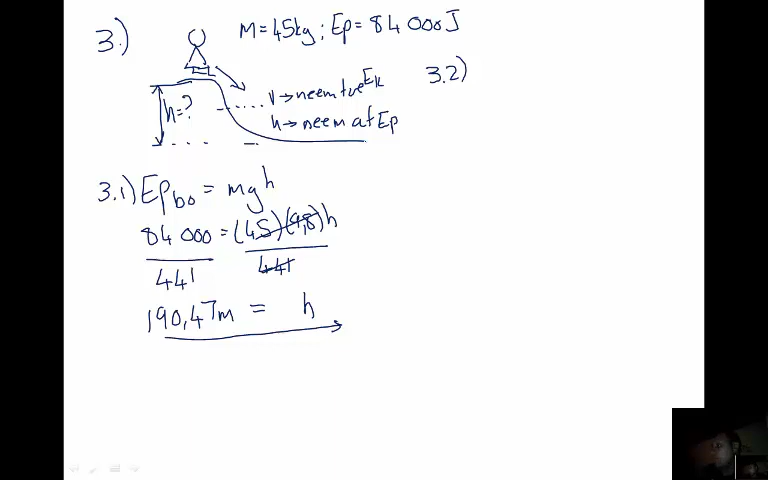 3.)
M=45kg ; Ep=84 000J
h=?
v→neem toe Ek
h→neem af Ep
3.1) Ep bo = mgh
84 000 = (45)(9,8)h
441 441
190,47m = h
3.2)